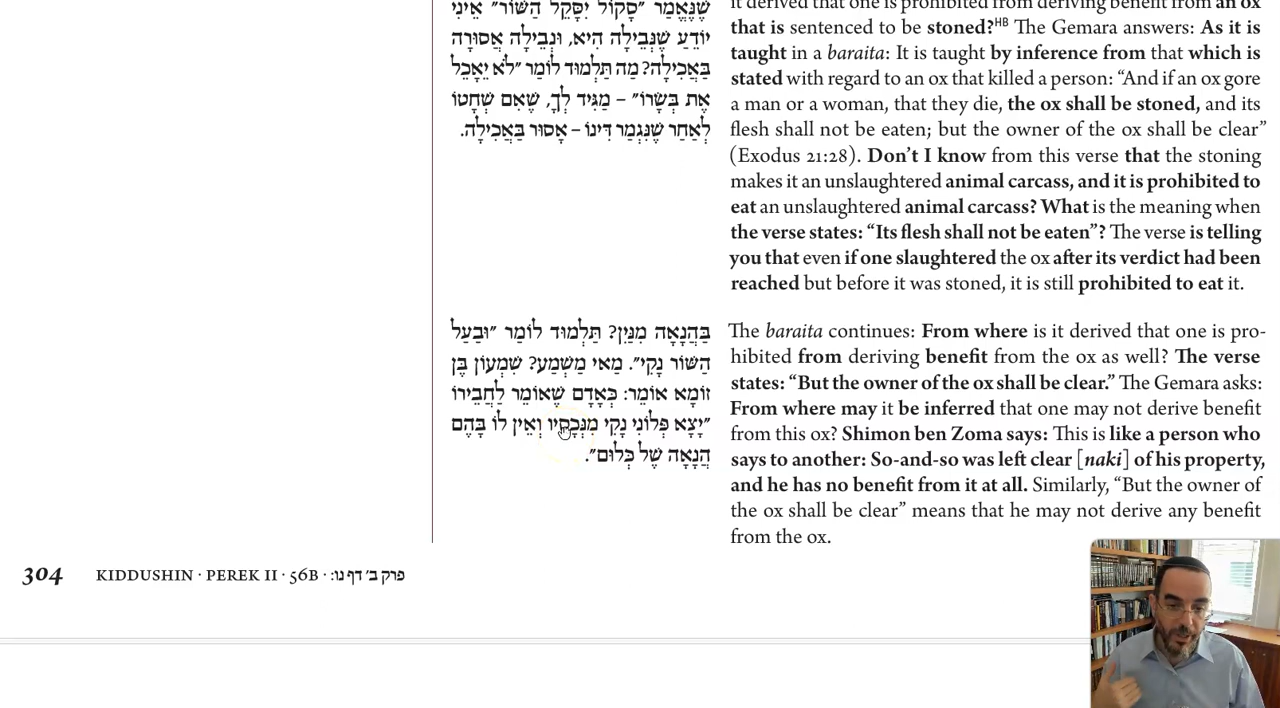 שֶׁנֶּאֱמַר ״סָקוֹל יִסָּקֵל הַשּׁוֹר״ אֵינִי
יוֹדֵעַ שֶׁנְּבֵילָה הִיא, וּנְבֵילָה אֲסוּרָה
בַּאֲכִילָה? מַה תַּלְמוּד לוֹמַר ״לֹא יֵאָכֵל
אֶת בְּשָׂרוֹ״ – מַגִּיד לְךָ, שֶׁאִם שְׁחָטוֹ
לְאַחַר שֶׁנִּגְמַר דִּינוֹ – אָסוּר בַּאֲכִילָה.
בַּהֲנָאָה מִנַּיִן? תַּלְמוּד לוֹמַר ״וּבַעַל
הַשּׁוֹר נָקִי״. מַאי מַשְׁמַע? שִׁמְעוֹן בֶּן
זוֹמָא אוֹמֵר: כְּאָדָם שֶׁאוֹמֵר לַחֲבֵירוֹ
״יָצָא פְּלוֹנִי נָקִי מִנְּכָסָיו וְאֵין לוֹ בָּהֶם
הֲנָאָה שֶׁל כְּלוּם״.
it derived that one is prohibited from deriving benefit from an ox
that is sentenced to be stoned?HB The Gemara answers: As it is
taught in a baraita: It is taught by inference from that which is
stated with regard to an ox that killed a person: “And if an ox gore
a man or a woman, that they die, the ox shall be stoned, and its
flesh shall not be eaten; but the owner of the ox shall be clear”
(Exodus 21:28). Don’t I know from this verse that the stoning
makes it an unslaughtered animal carcass, and it is prohibited to
eat an unslaughtered animal carcass? What is the meaning when
the verse states: “Its flesh shall not be eaten”? The verse is telling
you that even if one slaughtered the ox after its verdict had been
reached but before it was stoned, it is still prohibited to eat it.
The baraita continues: From where is it derived that one is pro-
hibited from deriving benefit from the ox as well? The verse
states: “But the owner of the ox shall be clear.” The Gemara asks:
From where may it be inferred that one may not derive benefit
from this ox? Shimon ben Zoma says: This is like a person who
says to another: So-and-so was left clear [naki] of his property,
and he has no benefit from it at all. Similarly, “But the owner of
the ox shall be clear” means that he may not derive any benefit
from the ox.
304 KIDDUSHIN · PEREK II · 56B · פרק ב׳ דף נו: